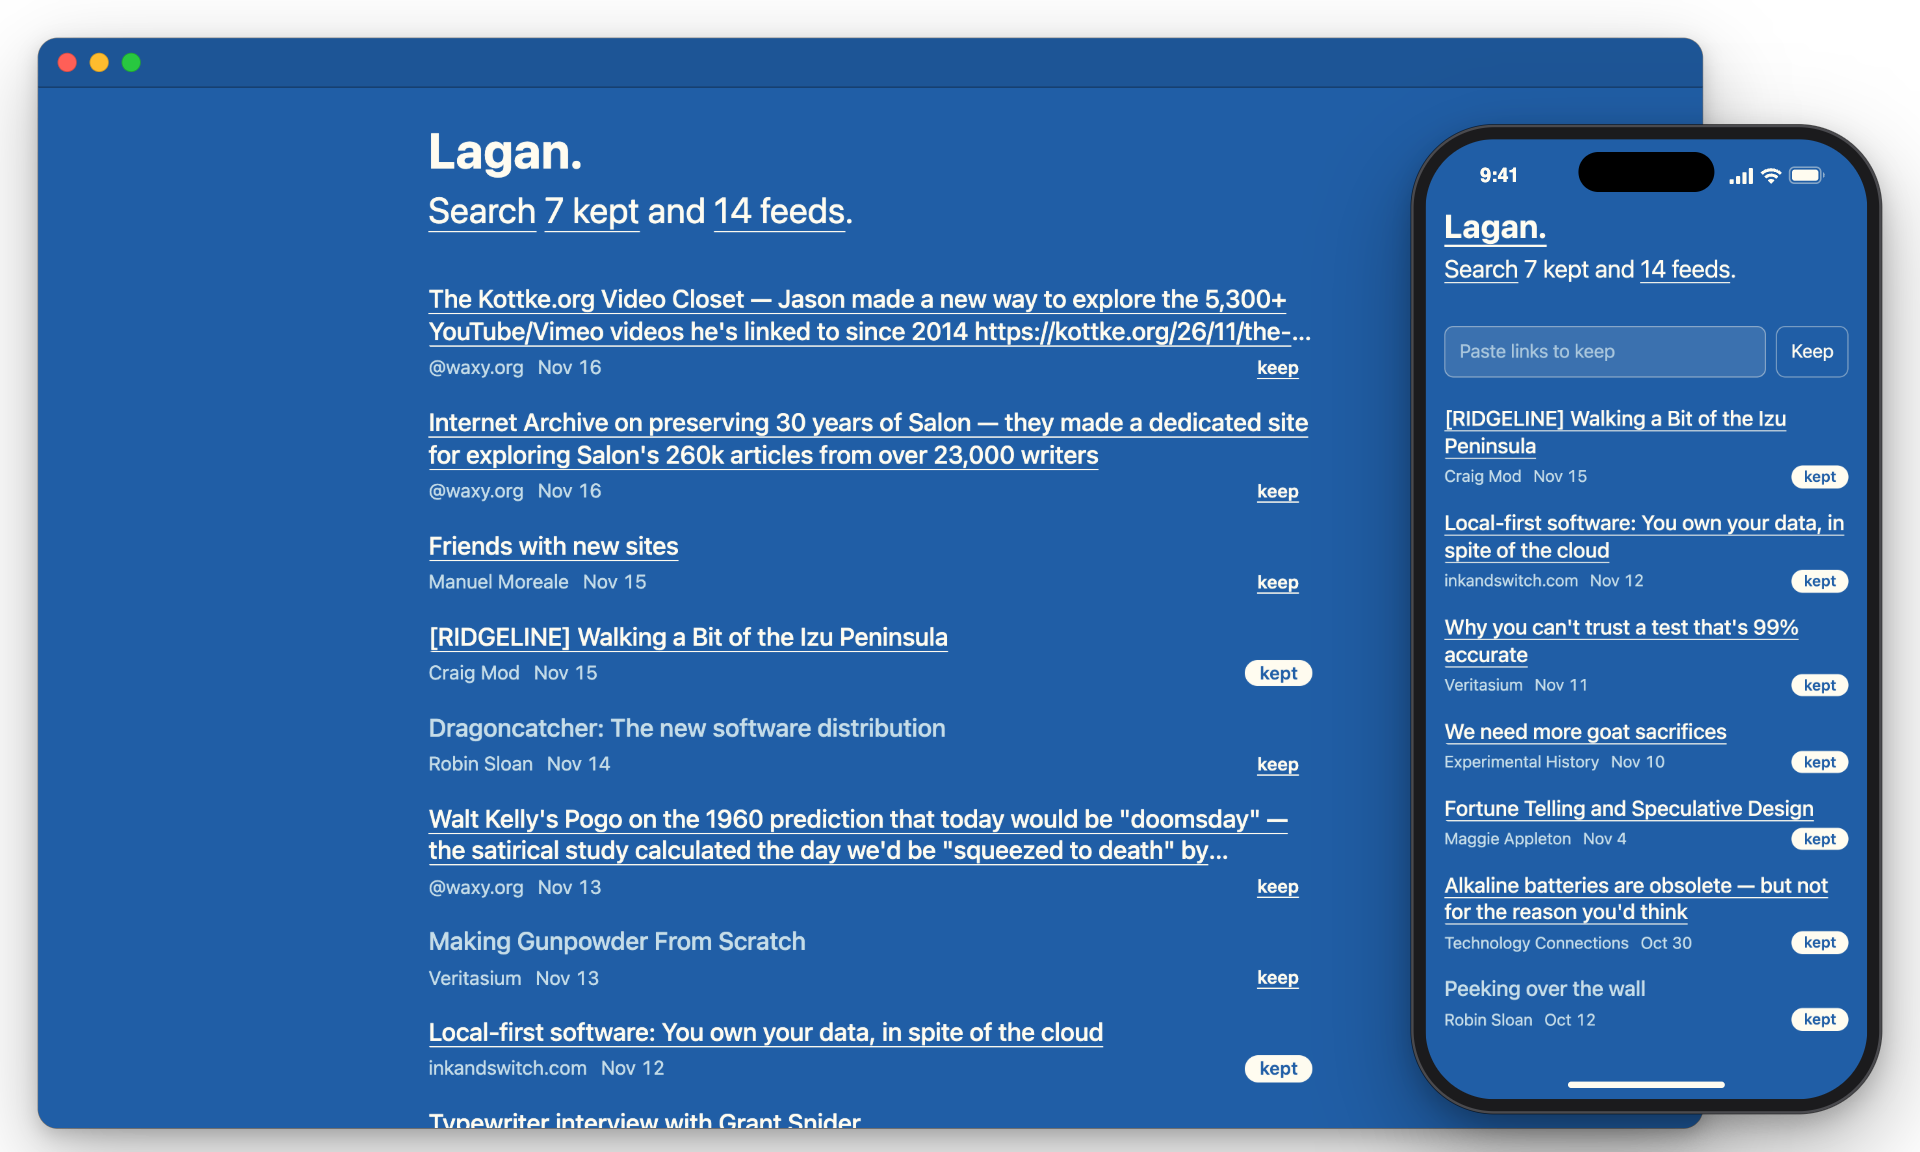 Lagan.
Search 7 kept and 14 feeds.
The Kottke.org Video Closet — Jason made a new way to explore the 5,300+
YouTube/Vimeo videos he's linked to since 2014 https://kottke.org/26/11/the-...
@waxy.org Nov 16 keep
Internet Archive on preserving 30 years of Salon — they made a dedicated site
for exploring Salon's 260k articles from over 23,000 writers
@waxy.org Nov 16 keep
Friends with new sites
Manuel Moreale Nov 15 keep
[RIDGELINE] Walking a Bit of the Izu Peninsula
Craig Mod Nov 15 kept
Dragoncatcher: The new software distribution
Robin Sloan Nov 14 keep
Walt Kelly's Pogo on the 1960 prediction that today would be "doomsday" —
the satirical study calculated the day we'd be "squeezed to death" by...
@waxy.org Nov 13 keep
Making Gunpowder From Scratch
Veritasium Nov 13 keep
Local-first software: You own your data, in spite of the cloud
inkandswitch.com Nov 12 kept
Typewriter interview with Grant Snider
9:41
Lagan.
Search 7 kept and 14 feeds.
Paste links to keep Keep
[RIDGELINE] Walking a Bit of the Izu
Peninsula
Craig Mod Nov 15 kept
Local-first software: You own your data, in
spite of the cloud
inkandswitch.com Nov 12 kept
Why you can't trust a test that's 99%
accurate
Veritasium Nov 11 kept
We need more goat sacrifices
Experimental History Nov 10 kept
Fortune Telling and Speculative Design
Maggie Appleton Nov 4 kept
Alkaline batteries are obsolete — but not
for the reason you'd think
Technology Connections Oct 30 kept
Peeking over the wall
Robin Sloan Oct 12 kept